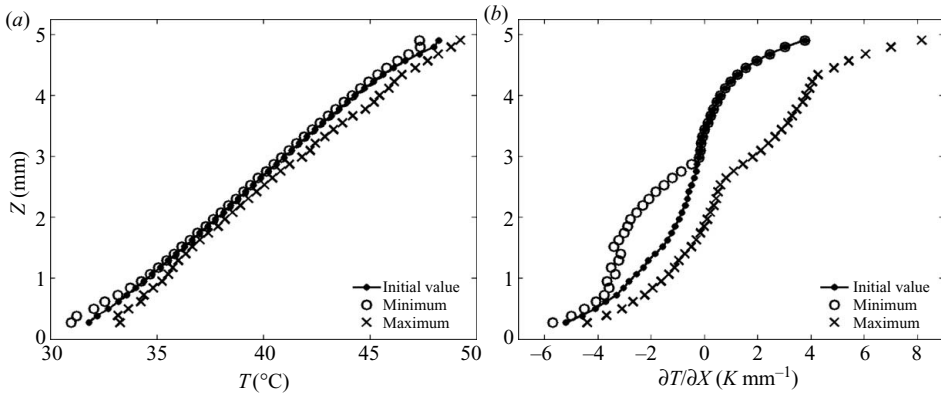 (a)
5
4
3
2
1
0
Z (mm)
30
35
40
45
50
T (°C)
Initial value
Minimum
Maximum
(b)
5
4
3
2
1
0
−6
−4
−2
0
2
4
6
8
∂T/∂X (K mm⁻¹)
Initial value
Minimum
Maximum